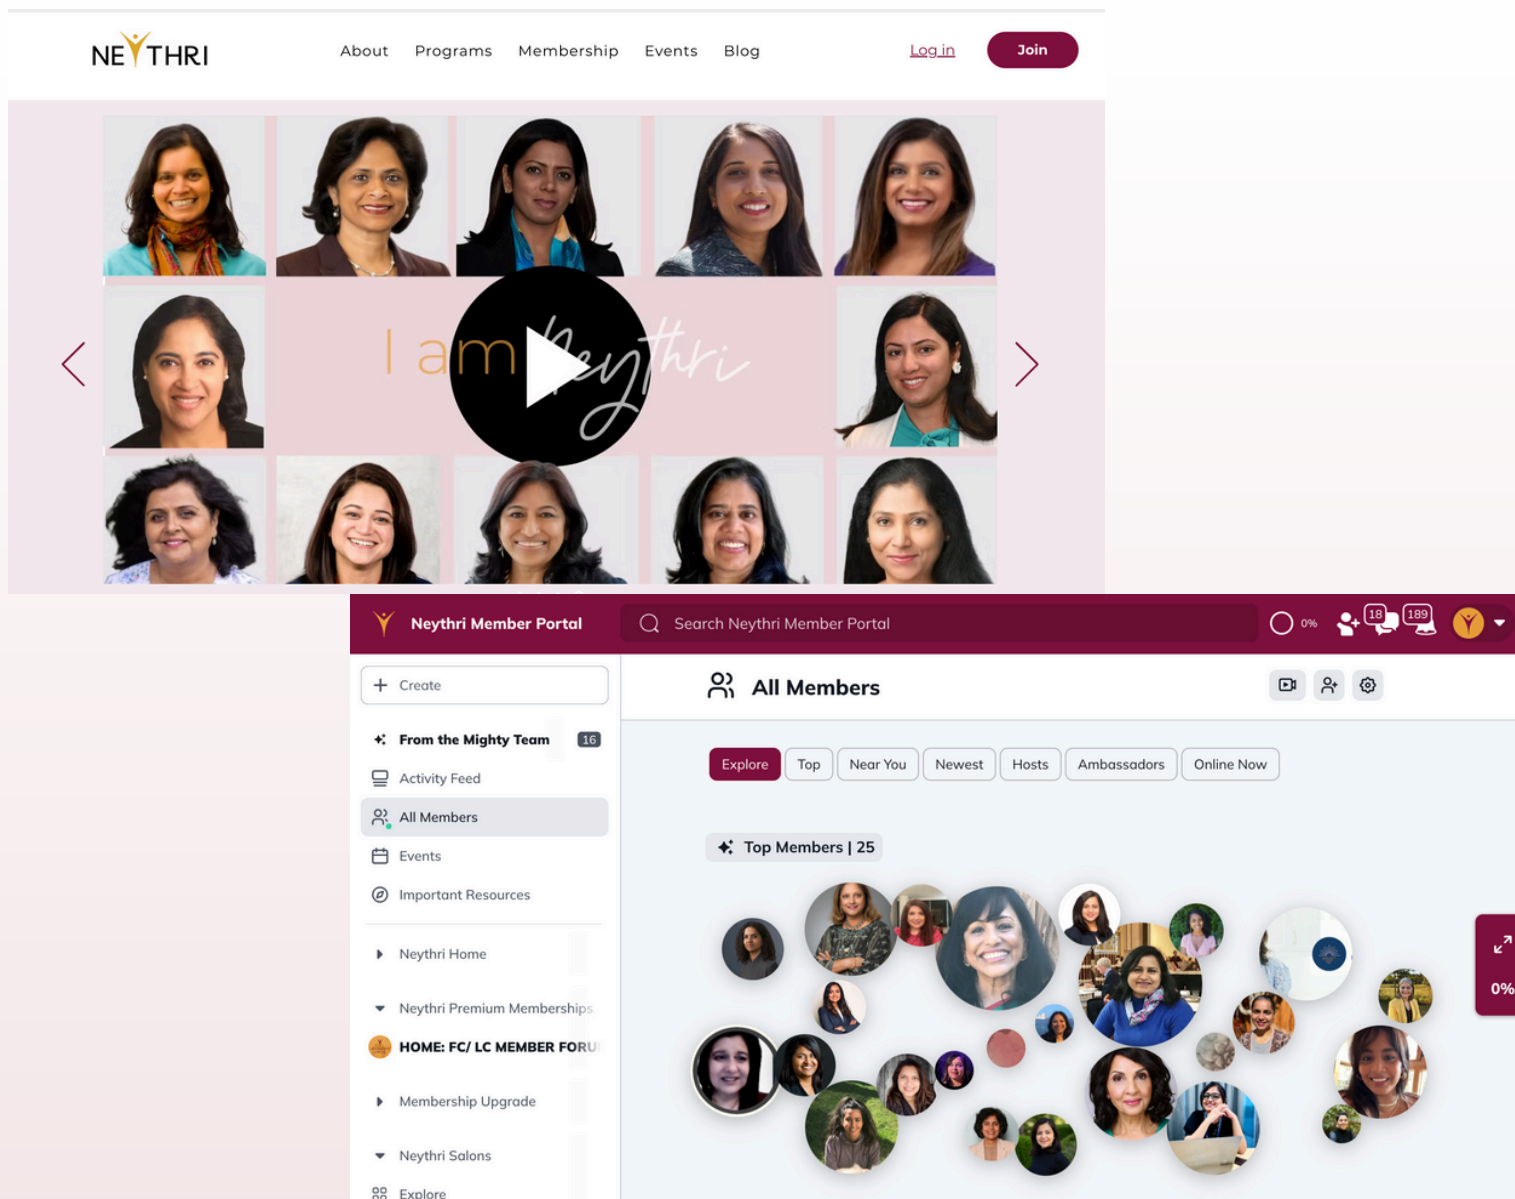 NEYTHRI
About Programs Membership Events Blog Log in Join
I am Neythri
Neythri Member Portal
Search Neythri Member Portal
0% 18 189
Create
All Members
From the Mighty Team 16
Activity Feed
All Members
Events
Important Resources
Explore Top Near You Newest Hosts Ambassadors Online Now
Top Members | 25
Neythri Home
Neythri Premium Memberships
HOME: FC/ LC MEMBER FORU
Membership Upgrade
Neythri Salons
Explore
0%